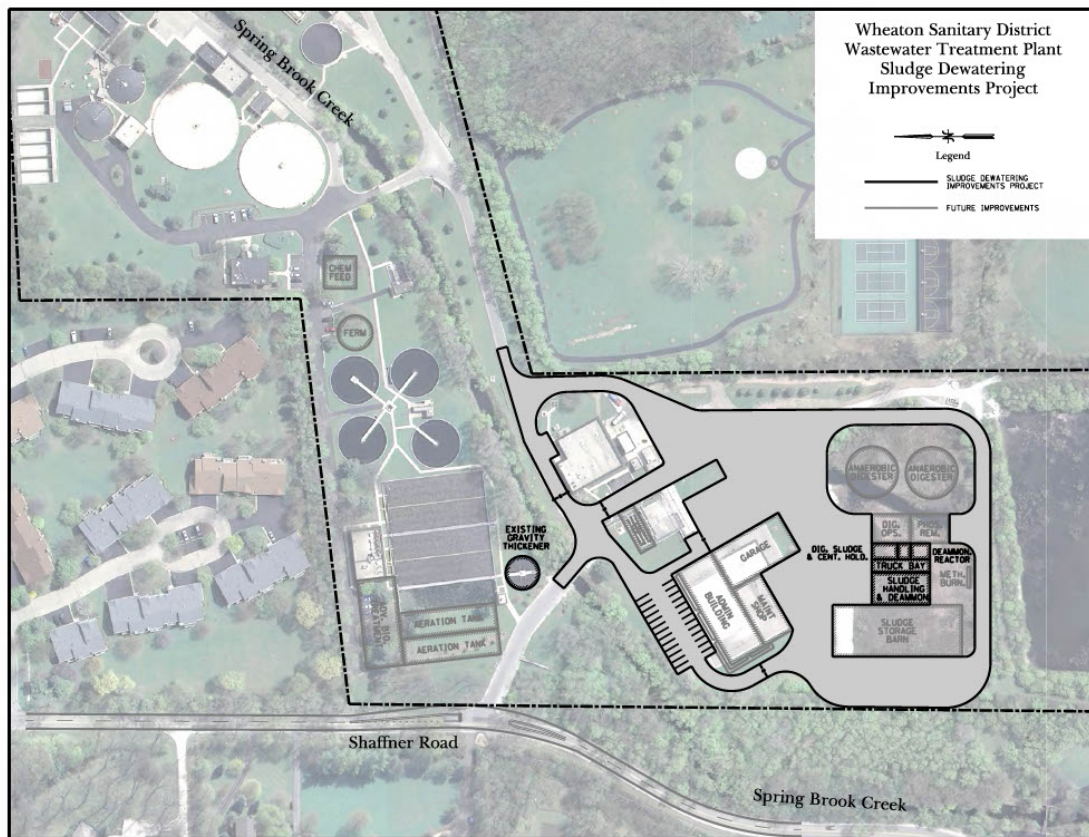 Wheaton Sanitary District
Wastewater Treatment Plant
Sludge Dewatering
Improvements Project
Legend
SLUDGE DEWATERING
IMPROVEMENTS PROJECT
FUTURE IMPROVEMENTS
Spring Brook Creek
CHEM
FEED
FERM
EXISTING
GRAVITY
THICKENER
ADV. BIO.
TREATMENT
AERATION TANK
AERATION TANK
GARAGE
ADMIN
BUILDING
MAINT
SHOP
ANAEROBIC
DIGESTER
ANAEROBIC
DIGESTER
DIG.
OPS.
PHOS.
REM.
DIG. SLUDGE
& CENT. HOLD.
DEAMMON.
REACTOR
TRUCK BAY
METH.
BURN.
SLUDGE
HANDLING
& DEAMMON
SLUDGE
STORAGE
BARN
Shaffner Road
Spring Brook Creek